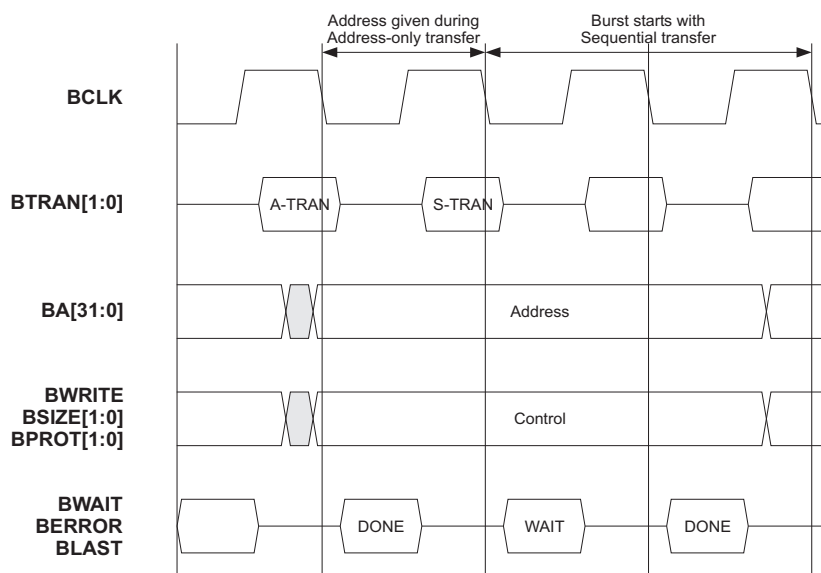 Address given during
Address-only transfer
Burst starts with
Sequential transfer
BCLK
BTRAN[1:0]
A-TRAN
S-TRAN
BA[31:0]
Address
BWRITE
BSIZE[1:0]
BPROT[1:0]
Control
BWAIT
BERROR
BLAST
DONE
WAIT
DONE